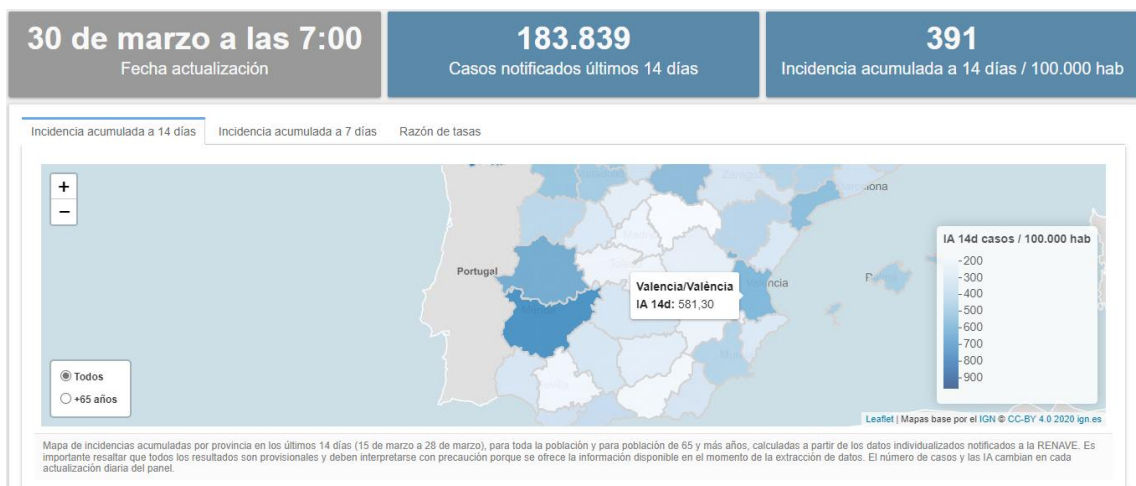 30 de marzo a las 7:00
Fecha actualización
183.839
Casos notificados últimos 14 días
391
Incidencia acumulada a 14 días / 100.000 hab
Incidencia acumulada a 14 días
Incidencia acumulada a 7 días
Razón de tasas
+
−
Portugal
Valencia/València
IA 14d: 581,30
IA 14d casos / 100.000 hab
200
300
400
500
600
700
800
900
Todos
+65 años
Leaflet | Mapas base por el IGN © CC-BY 4.0 2020 ign.es
Mapa de incidencias acumuladas por provincia en los últimos 14 días (15 de marzo a 28 de marzo), para toda la población y para población de 65 y más años, calculadas a partir de los datos individualizados notificados a la RENAVE. Es
importante resaltar que todos los resultados son provisionales y deben interpretarse con precaución porque se ofrece la información disponible en el momento de la extracción de datos. El número de casos y las IA cambian en cada
actualización diaria del panel.